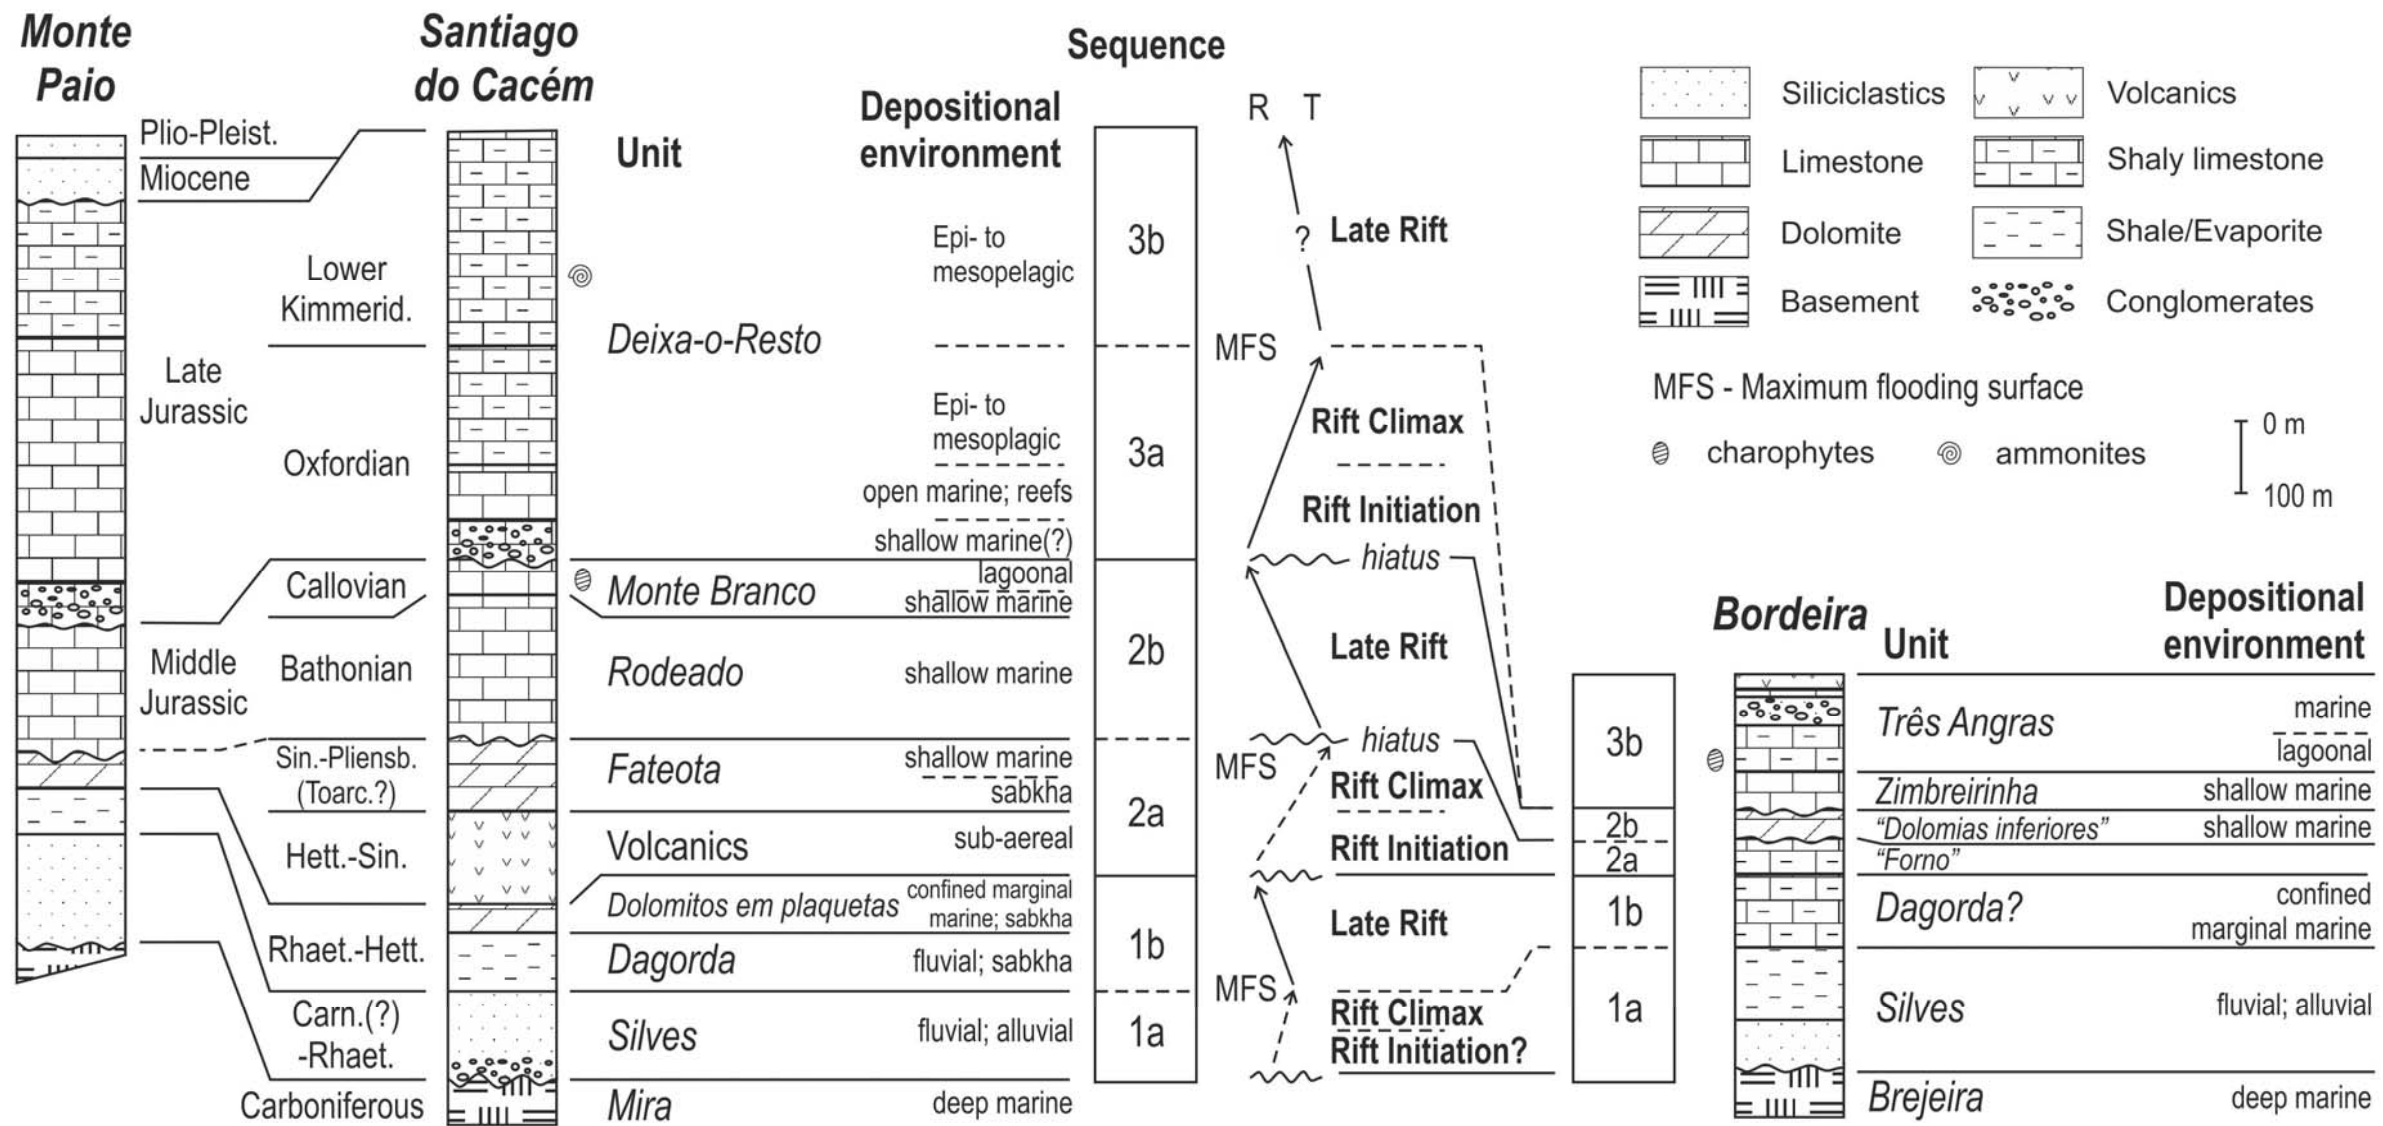 Monte
Paio
Plio-Pleist.
Miocene
Late
Jurassic
Middle
Jurassic
Lower
Kimmerid.
Oxfordian
Callovian
Bathonian
Sin.-Pliensb.
(Toarc.?)
Hett.-Sin.
Rhaet.-Hett.
Carn.(?)
-Rhaet.
Carboniferous
Santiago
do Cacém
Unit
Deixa-o-Resto
Monte Branco
Rodeado
Fateota
Volcanics
Dolomitos em plaquetas
Dagorda
Silves
Mira
Depositional
environment
Epi- to
mesopelagic
Epi- to
mesoplagic
open marine; reefs
shallow marine(?)
lagoonal
shallow marine
shallow marine
shallow marine
sabkha
sub-aereal
confined marginal
marine; sabkha
fluvial; sabkha
fluvial; alluvial
deep marine
Sequence
3b
3a
2b
2a
1b
1a
R T
?
Late Rift
MFS
Rift Climax
Rift Initiation
hiatus
Late Rift
hiatus
MFS
Rift Climax
Rift Initiation
Late Rift
MFS
Rift Climax
Rift Initiation?
Siliciclastics
Volcanics
Limestone
Shaly limestone
Dolomite
Shale/Evaporite
Basement
Conglomerates
MFS - Maximum flooding surface
charophytes
ammonites
0 m
100 m
3b
2b
2a
1b
1a
Bordeira
Unit
Depositional
environment
Três Angras
marine
lagoonal
Zimbreirinha
shallow marine
“Dolomias inferiores”
shallow marine
“Forno”
Dagorda?
confined
marginal marine
Silves
fluvial; alluvial
Brejeira
deep marine